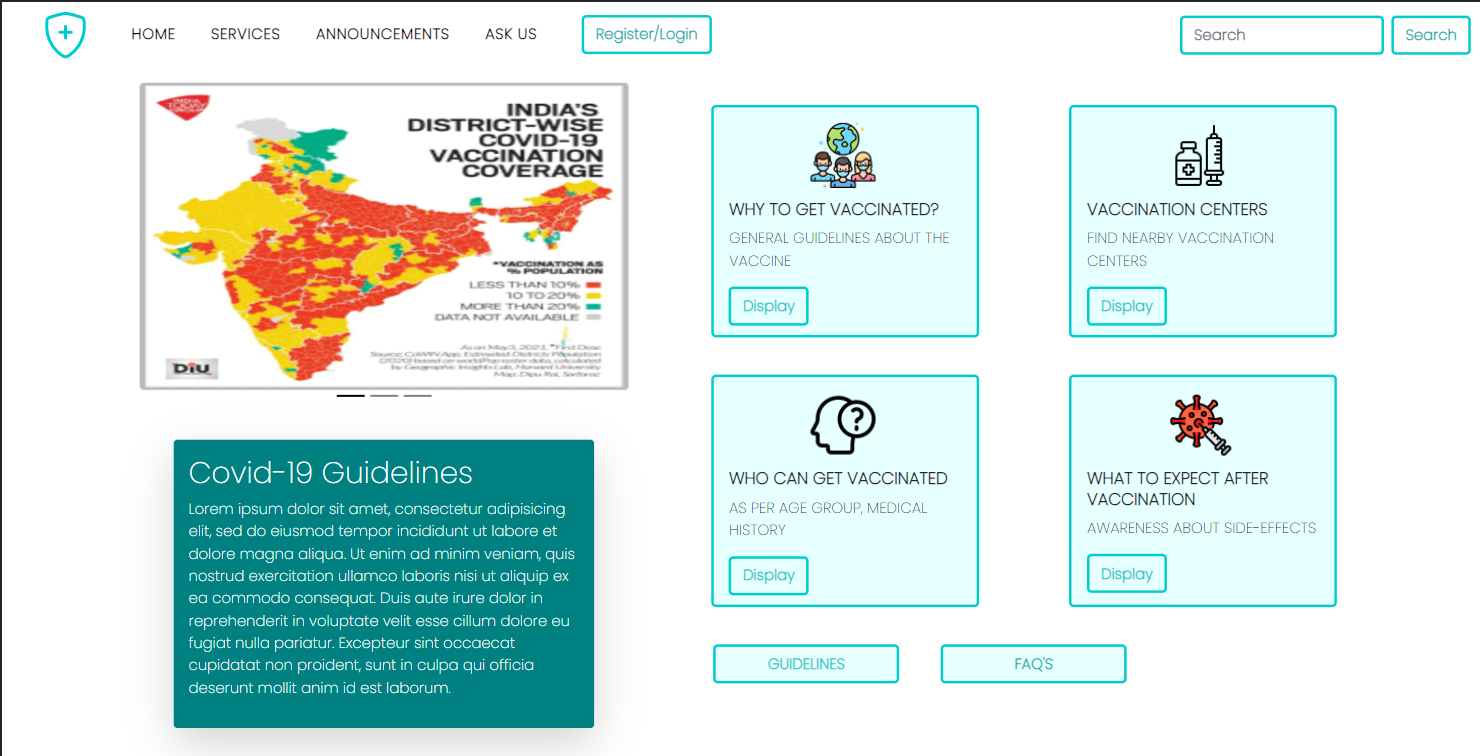 HOME SERVICES ANNOUNCEMENTS ASK US Register/Login Search Search
INDIA TODAY GROUP
INDIA'S
DISTRICT-WISE
COVID-19
VACCINATION
COVERAGE
*VACCINATION AS
% POPULATION
LESS THAN 10%
10 TO 20%
MORE THAN 20%
DATA NOT AVAILABLE
As on May 3, 2021, *First Dose
Source: CoWIN App, Estimated Districts Population
(2020) based on worldPop raster data, calculated
by Geographic Insights Lab, Harvard University
Map: Dipu Rai, Sarfaraz
DiU
Covid-19 Guidelines
Lorem ipsum dolor sit amet, consectetur adipisicing
elit, sed do eiusmod tempor incididunt ut labore et
dolore magna aliqua. Ut enim ad minim veniam, quis
nostrud exercitation ullamco laboris nisi ut aliquip ex
ea commodo consequat. Duis aute irure dolor in
reprehenderit in voluptate velit esse cillum dolore eu
fugiat nulla pariatur. Excepteur sint occaecat
cupidatat non proident, sunt in culpa qui officia
deserunt mollit anim id est laborum.
WHY TO GET VACCINATED?
GENERAL GUIDELINES ABOUT THE
VACCINE
Display
VACCINATION CENTERS
FIND NEARBY VACCINATION
CENTERS
Display
WHO CAN GET VACCINATED
AS PER AGE GROUP, MEDICAL
HISTORY
Display
WHAT TO EXPECT AFTER
VACCINATION
AWARENESS ABOUT SIDE-EFFECTS
Display
GUIDELINES FAQ'S